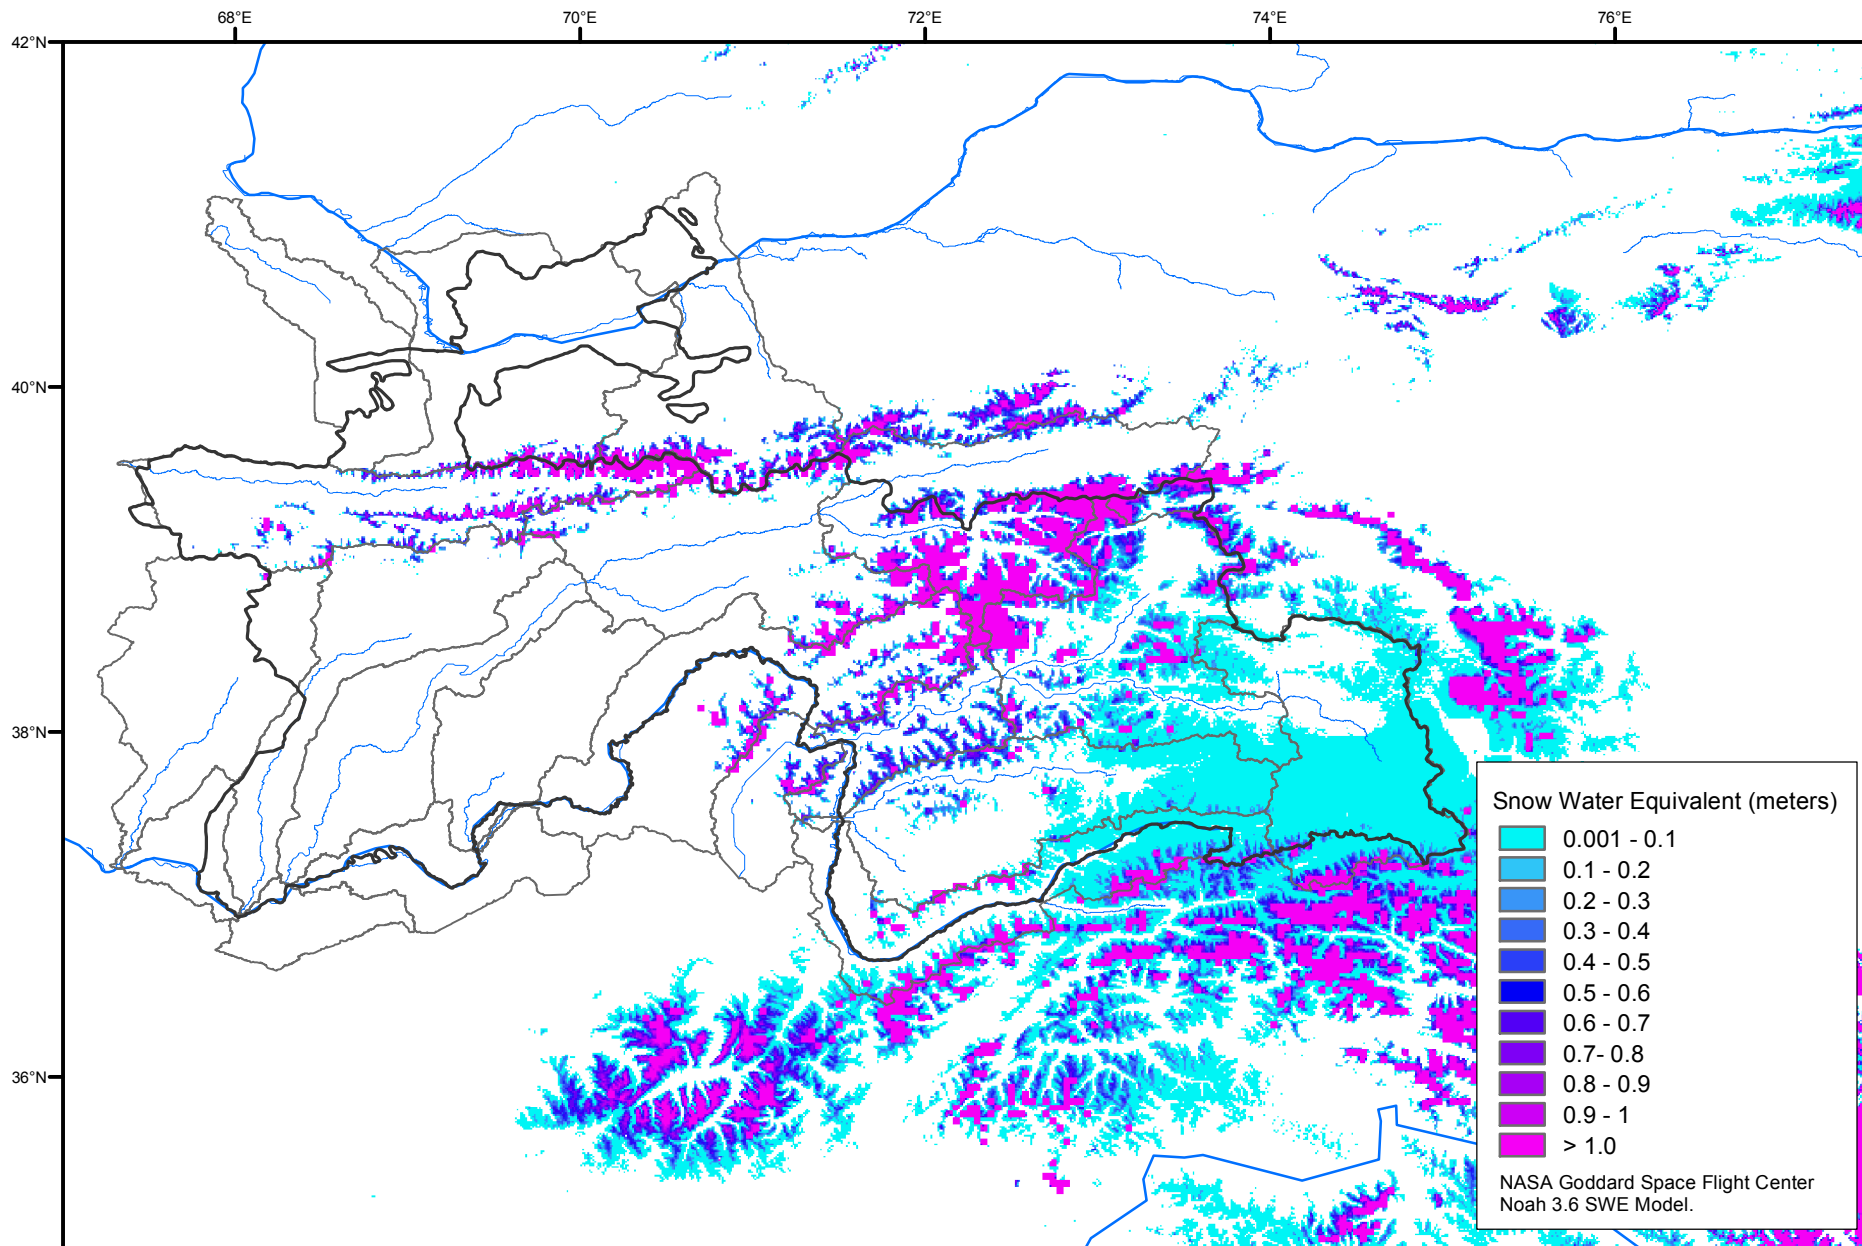 68°E 70°E 72°E 74°E 76°E
42°N
40°N
38°N
36°N
Snow Water Equivalent (meters)
0.001 - 0.1
0.1 - 0.2
0.2 - 0.3
0.3 - 0.4
0.4 - 0.5
0.5 - 0.6
0.6 - 0.7
0.7- 0.8
0.8 - 0.9
0.9 - 1
> 1.0
NASA Goddard Space Flight Center
Noah 3.6 SWE Model.